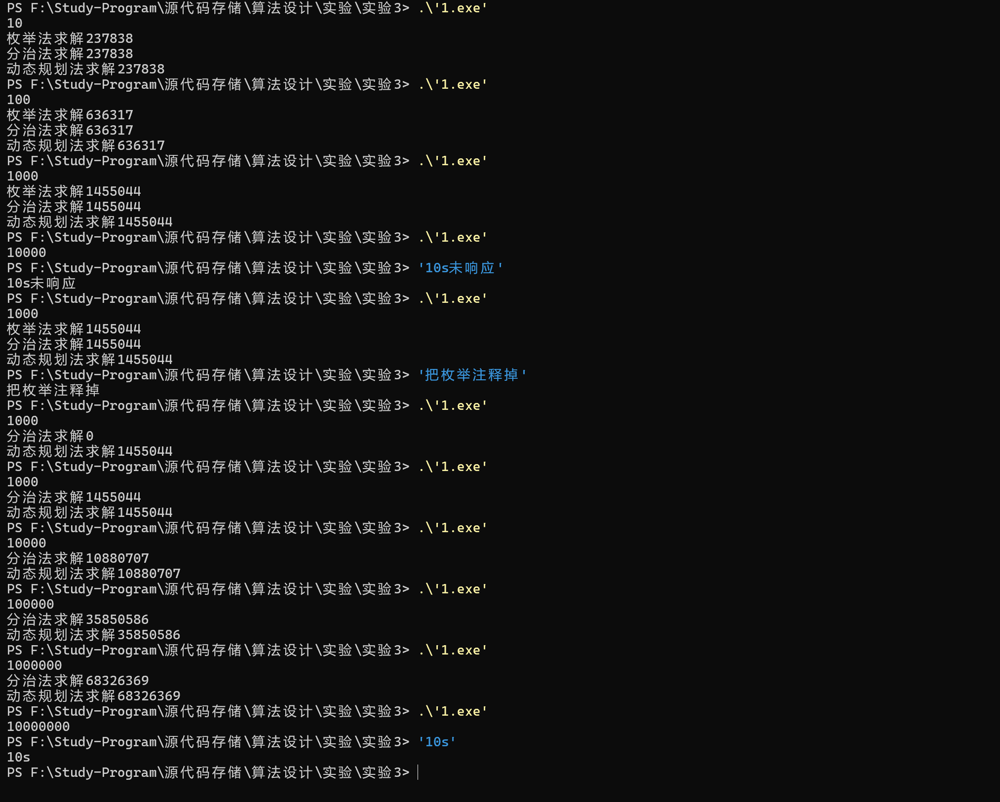 PS F:\Study-Program\源代码存储\算法设计\实验\实验3> .\'1.exe'
10
枚举法求解237838
分治法求解237838
动态规划法求解237838
PS F:\Study-Program\源代码存储\算法设计\实验\实验3> .\'1.exe'
100
枚举法求解636317
分治法求解636317
动态规划法求解636317
PS F:\Study-Program\源代码存储\算法设计\实验\实验3> .\'1.exe'
1000
枚举法求解1455044
分治法求解1455044
动态规划法求解1455044
PS F:\Study-Program\源代码存储\算法设计\实验\实验3> .\'1.exe'
10000
PS F:\Study-Program\源代码存储\算法设计\实验\实验3> '10s未响应'
10s未响应
PS F:\Study-Program\源代码存储\算法设计\实验\实验3> .\'1.exe'
1000
枚举法求解1455044
分治法求解1455044
动态规划法求解1455044
PS F:\Study-Program\源代码存储\算法设计\实验\实验3> '把枚举注释掉'
把枚举注释掉
PS F:\Study-Program\源代码存储\算法设计\实验\实验3> .\'1.exe'
1000
分治法求解0
动态规划法求解1455044
PS F:\Study-Program\源代码存储\算法设计\实验\实验3> .\'1.exe'
1000
分治法求解1455044
动态规划法求解1455044
PS F:\Study-Program\源代码存储\算法设计\实验\实验3> .\'1.exe'
10000
分治法求解10880707
动态规划法求解10880707
PS F:\Study-Program\源代码存储\算法设计\实验\实验3> .\'1.exe'
100000
分治法求解35850586
动态规划法求解35850586
PS F:\Study-Program\源代码存储\算法设计\实验\实验3> .\'1.exe'
1000000
分治法求解68326369
动态规划法求解68326369
PS F:\Study-Program\源代码存储\算法设计\实验\实验3> .\'1.exe'
10000000
PS F:\Study-Program\源代码存储\算法设计\实验\实验3> '10s'
10s
PS F:\Study-Program\源代码存储\算法设计\实验\实验3>